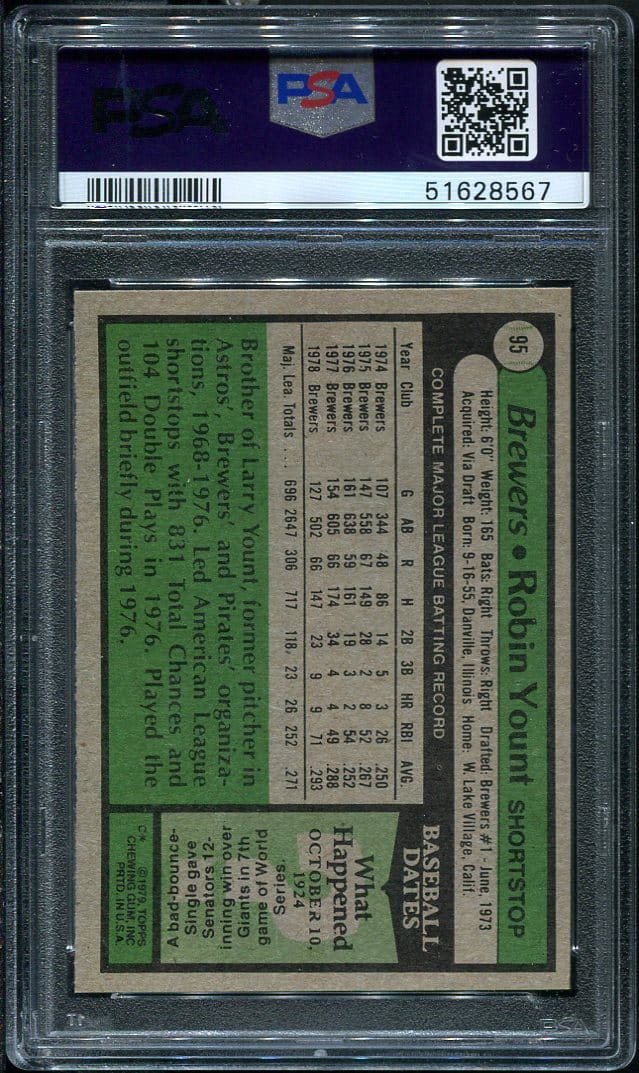 PSA
PSA
51628567
95
Brewers • Robin Yount SHORTSTOP
Height: 6'0" Weight: 165 Bats: Right Throws: Right Drafted: Brewers #1 - June, 1973
Acquired: Via Draft Born: 9-16-55, Danville, Illinois Home: W. Lake Village, Calif.
COMPLETE MAJOR LEAGUE BATTING RECORD
Year Club G AB R H 2B 3B HR RBI AVG.
1974 Brewers 107 344 48 86 14 5 3 26 .250
1975 Brewers 147 558 67 149 28 2 8 52 .267
1976 Brewers 161 638 59 161 19 3 2 54 .252
1977 Brewers 154 605 66 174 34 4 4 49 .288
1978 Brewers 127 502 66 147 23 9 9 71 .293
Maj. Lea. Totals .... 696 2647 306 717 118. 23 26 252 .271
Brother of Larry Yount, former pitcher in
Astros', Brewers' and Pirates' organiza-
tions, 1968-1976. Led American League
shortstops with 831 Total Chances and
104 Double Plays in 1976. Played the
outfield briefly during 1976.
BASEBALL
DATES
What
Happened
OCTOBER 10,
1924
Series.
game of World
Giants in 7th
inning win over
Senators 12-
Single gave
A bad-bounce-
C* ©1979, TOPPS
CHEWING GUM, INC
PRTD. IN U.S.A.
PSA